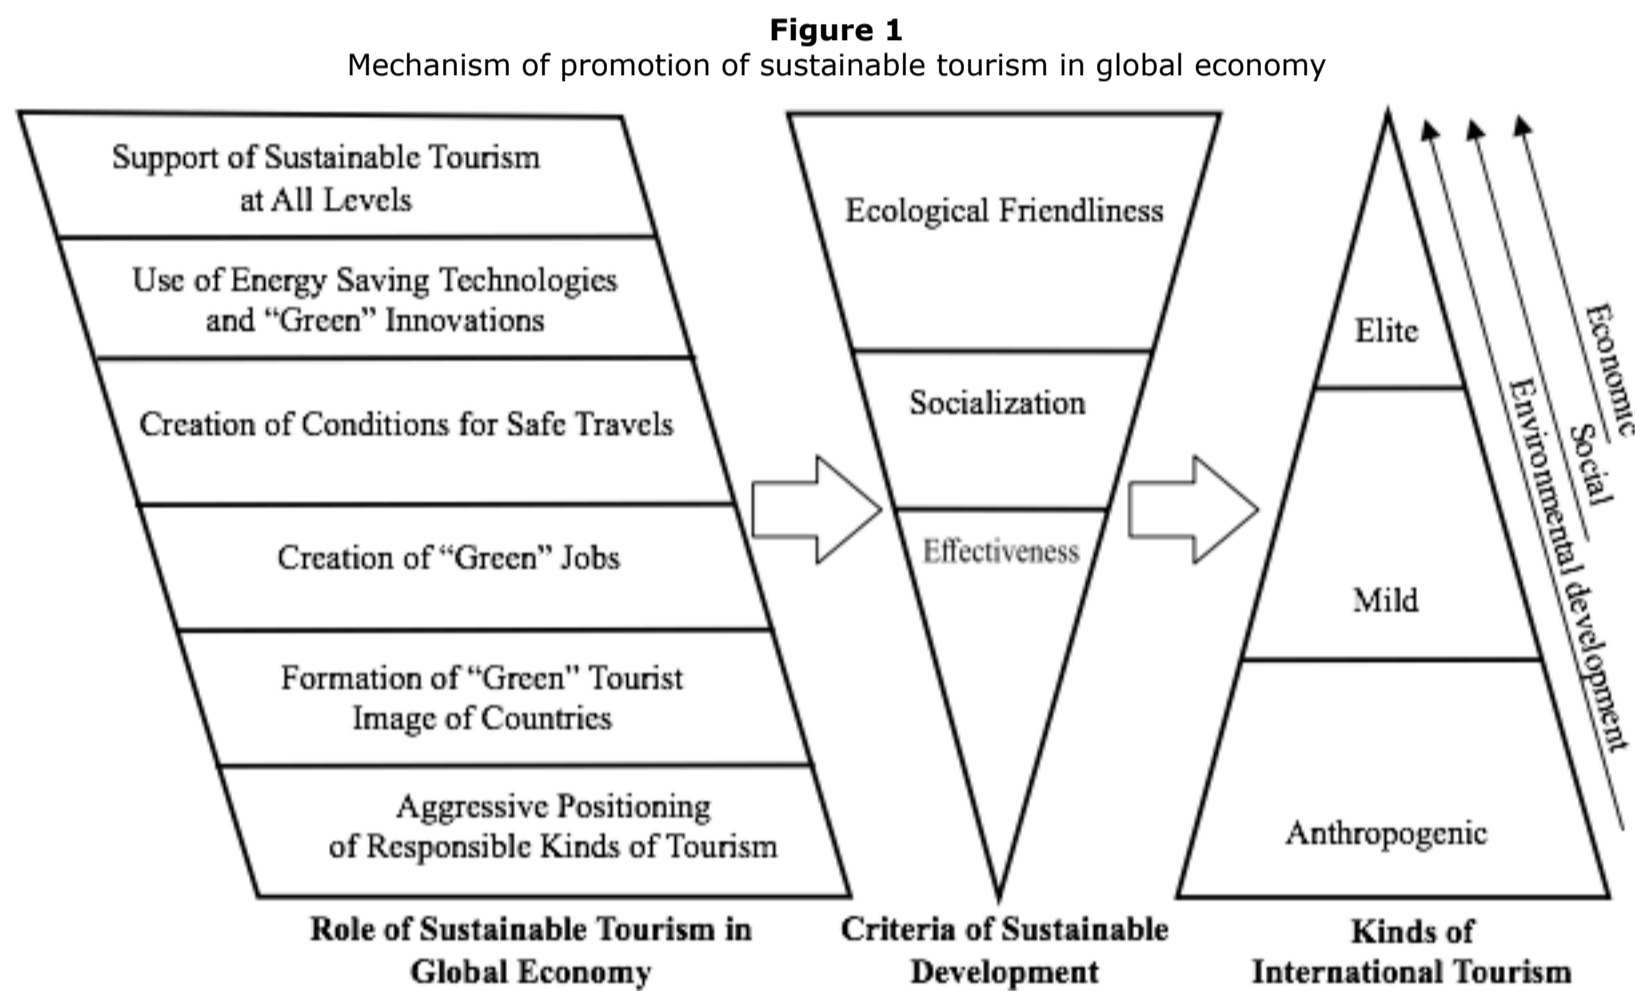 Figure 1
Mechanism of promotion of sustainable tourism in global economy
Support of Sustainable Tourism
at All Levels
Use of Energy Saving Technologies
and “Green” Innovations
Creation of Conditions for Safe Travels
Creation of “Green” Jobs
Formation of “Green” Tourist
Image of Countries
Aggressive Positioning
of Responsible Kinds of Tourism
Role of Sustainable Tourism in
Global Economy
Ecological Friendliness
Socialization
Effectiveness
Criteria of Sustainable
Development
Elite
Mild
Anthropogenic
Economic
Social
Environmental development
Kinds of
International Tourism